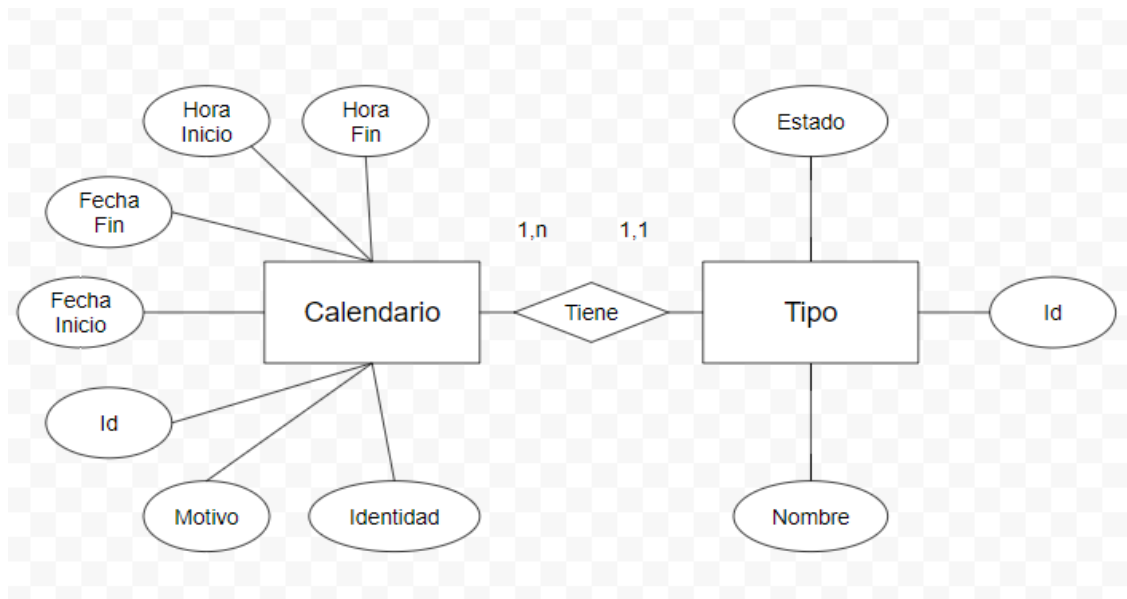 Hora
Inicio
Hora
Fin
Estado
Fecha
Fin
1,n
1,1
Fecha
Inicio
Calendario
Tiene
Tipo
Id
Id
Motivo
Identidad
Nombre